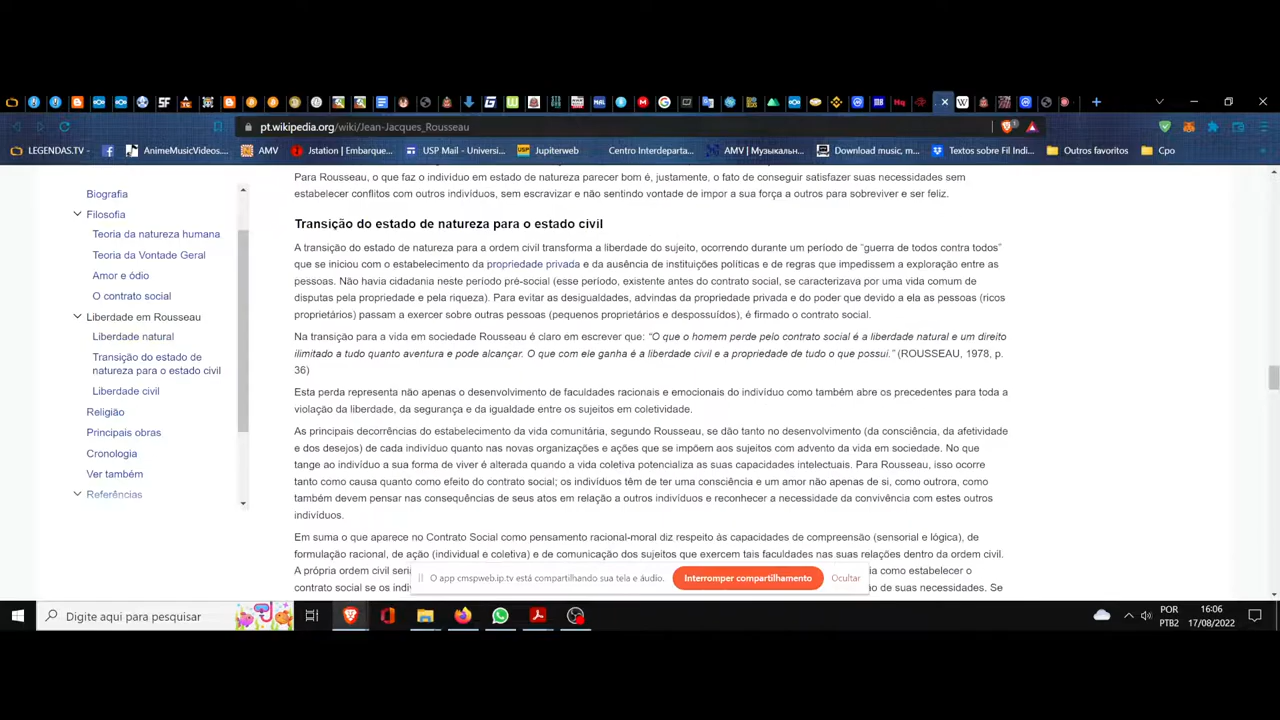 pt.wikipedia.org/wiki/Jean-Jacques_Rousseau
LEGENDAS.TV - AnimeMusicVideos... AMV Jstation | Embarque... USP Mail - Universi... Jupiterweb Centro Interdeparta... AMV | Музыкальн... Download music, m... Textos sobre Fil Indi... Outros favoritos Cpo
Biografia
Filosofia
Teoria da natureza humana
Teoria da Vontade Geral
Amor e ódio
O contrato social
Liberdade em Rousseau
Liberdade natural
Transição do estado de
natureza para o estado civil
Liberdade civil
Religião
Principais obras
Cronologia
Ver também
Referências
Para Rousseau, o que faz o indivíduo em estado de natureza parecer bom é, justamente, o fato de conseguir satisfazer suas necessidades sem
estabelecer conflitos com outros indivíduos, sem escravizar e não sentindo vontade de impor a sua força a outros para sobreviver e ser feliz.
Transição do estado de natureza para o estado civil
A transição do estado de natureza para a ordem civil transforma a liberdade do sujeito, ocorrendo durante um período de “guerra de todos contra todos”
que se iniciou com o estabelecimento da propriedade privada e da ausência de instituições políticas e de regras que impedissem a exploração entre as
pessoas. Não havia cidadania neste período pré-social (esse período, existente antes do contrato social, se caracterizava por uma vida comum de
disputas pela propriedade e pela riqueza). Para evitar as desigualdades, advindas da propriedade privada e do poder que devido a ela as pessoas (ricos
proprietários) passam a exercer sobre outras pessoas (pequenos proprietários e despossuídos), é firmado o contrato social.
Na transição para a vida em sociedade Rousseau é claro em escrever que: “O que o homem perde pelo contrato social é a liberdade natural e um direito
ilimitado a tudo quanto aventura e pode alcançar. O que com ele ganha é a liberdade civil e a propriedade de tudo o que possui.” (ROUSSEAU, 1978, p.
36)
Esta perda representa não apenas o desenvolvimento de faculdades racionais e emocionais do indivíduo como também abre os precedentes para toda a
violação da liberdade, da segurança e da igualdade entre os sujeitos em coletividade.
As principais decorrências do estabelecimento da vida comunitária, segundo Rousseau, se dão tanto no desenvolvimento (da consciência, da afetividade
e dos desejos) de cada indivíduo quanto nas novas organizações e ações que se impõem aos sujeitos com advento da vida em sociedade. No que
tange ao indivíduo a sua forma de viver é alterada quando a vida coletiva potencializa as suas capacidades intelectuais. Para Rousseau, isso ocorre
tanto como causa quanto como efeito do contrato social; os indivíduos têm de ter uma consciência e um amor não apenas de si, como outrora, como
também devem pensar nas consequências de seus atos em relação a outros indivíduos e reconhecer a necessidade da convivência com estes outros
indivíduos.
Em suma o que aparece no Contrato Social como pensamento racional-moral diz respeito às capacidades de compreensão (sensorial e lógica), de
formulação racional, de ação (individual e coletiva) e de comunicação dos sujeitos que exercem tais faculdades nas suas relações dentro da ordem civil.
A própria ordem civil seri a como estabelecer o
contrato social se os indi ão de suas necessidades. Se
O app cmspweb.ip.tv está compartilhando sua tela e áudio. Interromper compartilhamento Ocultar
Digite aqui para pesquisar
POR
PTB2
16:06
17/08/2022